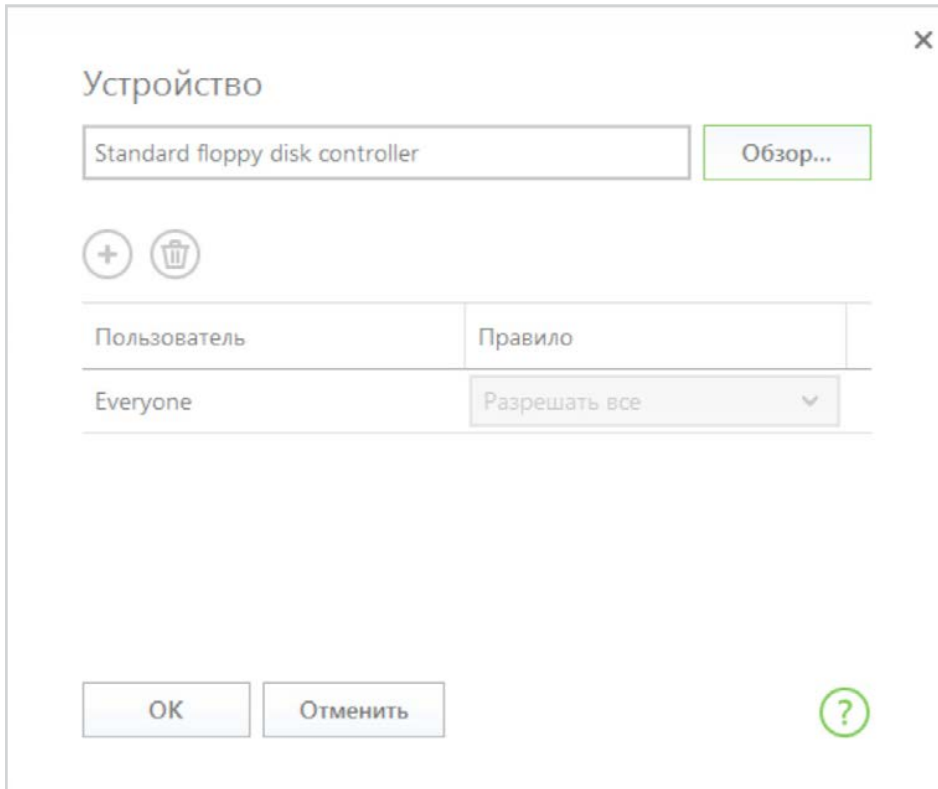 Устройство
Standard floppy disk controller
Обзор...
Пользователь Правило
Everyone Разрешать все
OK Отменить
?